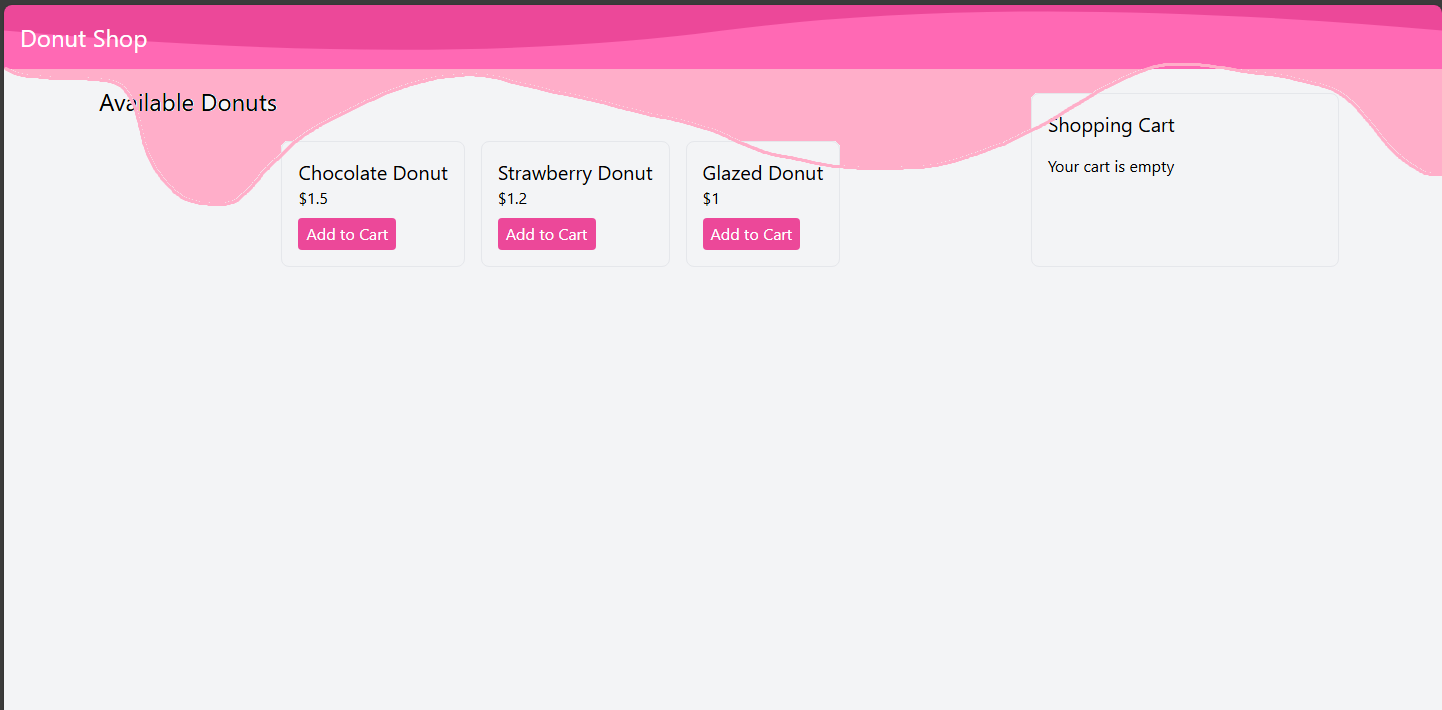 Donut Shop
Available Donuts
Chocolate Donut
$1.5
Add to Cart
Strawberry Donut
$1.2
Add to Cart
Glazed Donut
$1
Add to Cart
Shopping Cart
Your cart is empty